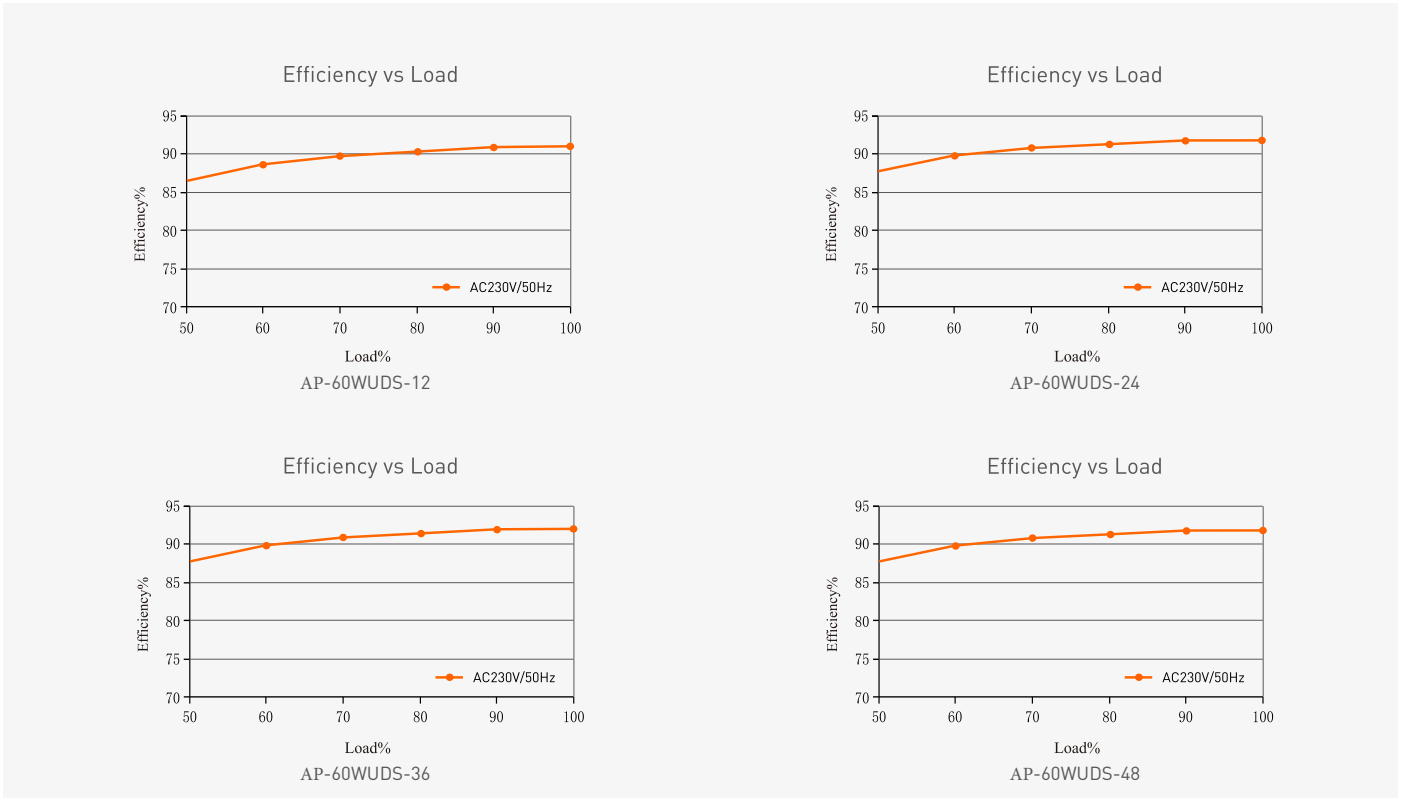 Efficiency vs Load
95
90
85
80
75
70
Efficiency%
AC230V/50Hz
50 60 70 80 90 100
Load%
AP-60WUDS-12
Efficiency vs Load
95
90
85
80
75
70
Efficiency%
AC230V/50Hz
50 60 70 80 90 100
Load%
AP-60WUDS-24
Efficiency vs Load
95
90
85
80
75
70
Efficiency%
AC230V/50Hz
50 60 70 80 90 100
Load%
AP-60WUDS-36
Efficiency vs Load
95
90
85
80
75
70
Efficiency%
AC230V/50Hz
50 60 70 80 90 100
Load%
AP-60WUDS-48